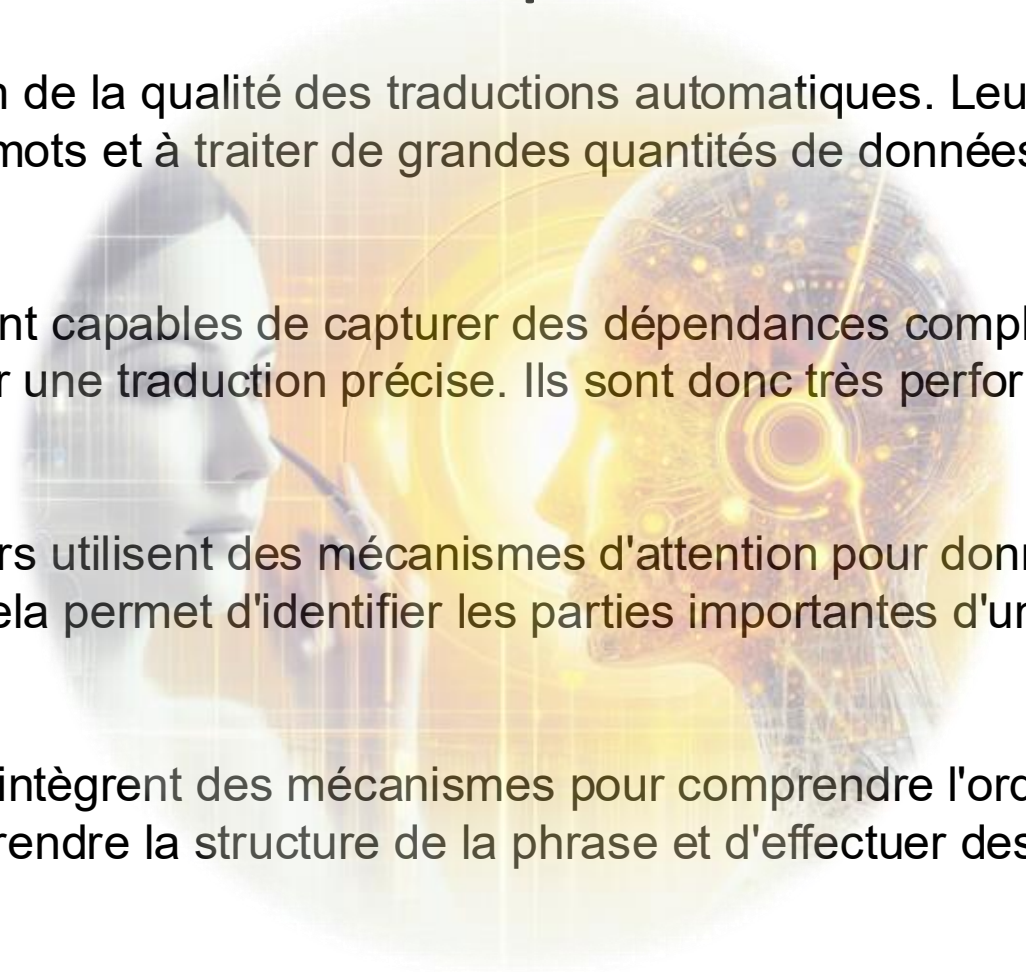 de la qualité des traductions automatiques. Leu
mots et à traiter de grandes quantités de données
nt capables de capturer des dépendances compl
r une traduction précise. Ils sont donc très perfor
rs utilisent des mécanismes d'attention pour donn
ela permet d'identifier les parties importantes d'un
intègrent des mécanismes pour comprendre l'ord
rendre la structure de la phrase et d'effectuer des